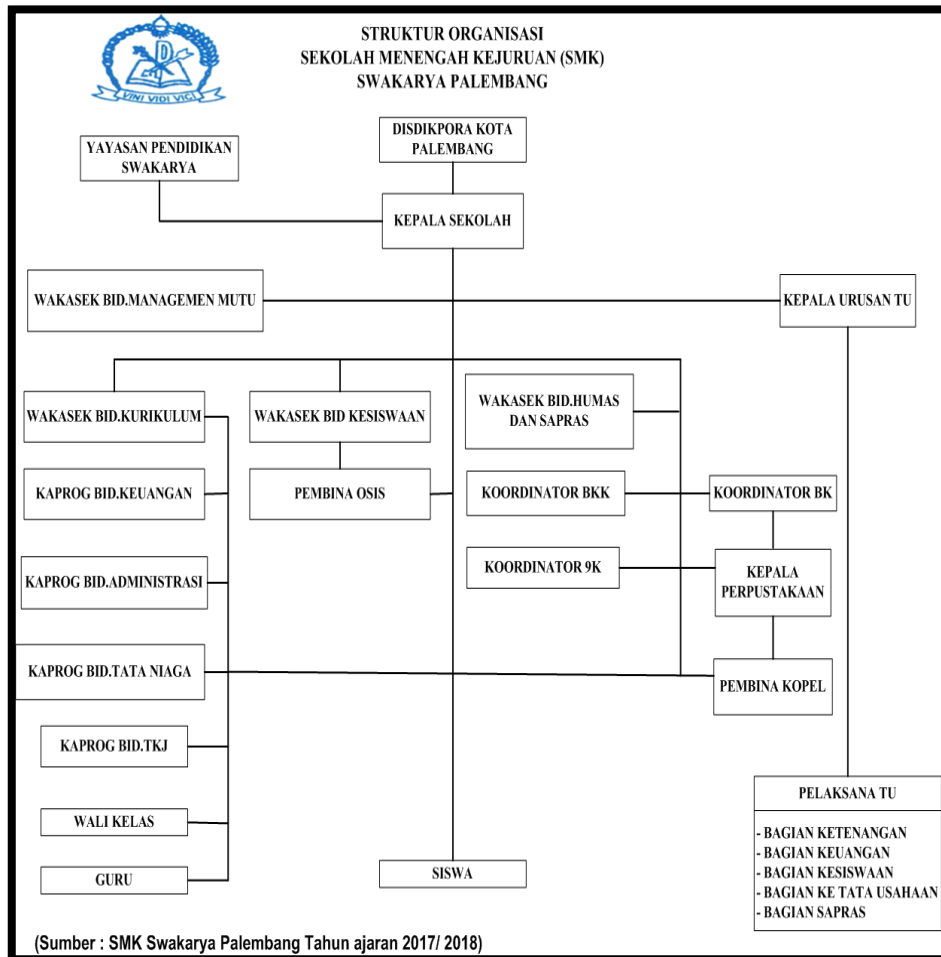 STRUKTUR ORGANISASI
SEKOLAH MENENGAH KEJURUAN (SMK)
SWAKARYA PALEMBANG
VINI VIDI VICI
YAYASAN PENDIDIKAN
SWAKARYA
DISDIKPORA KOTA
PALEMBANG
KEPALA SEKOLAH
WAKASEK BID.MANAGEMEN MUTU
KEPALA URUSAN TU
WAKASEK BID.KURIKULUM
WAKASEK BID KESISWAAN
WAKASEK BID.HUMAS
DAN SAPRAS
KAPROG BID.KEUANGAN
PEMBINA OSIS
KOORDINATOR BKK
KOORDINATOR BK
KAPROG BID.ADMINISTRASI
KOORDINATOR 9K
KEPALA
PERPUSTAKAAN
KAPROG BID.TATA NIAGA
PEMBINA KOPEL
KAPROG BID.TKJ
WALI KELAS
GURU
SISWA
PELAKSANA TU
- BAGIAN KETENANGAN
- BAGIAN KEUANGAN
- BAGIAN KESISWAAN
- BAGIAN KE TATA USAHAAN
- BAGIAN SAPRAS
(Sumber : SMK Swakarya Palembang Tahun ajaran 2017/ 2018)